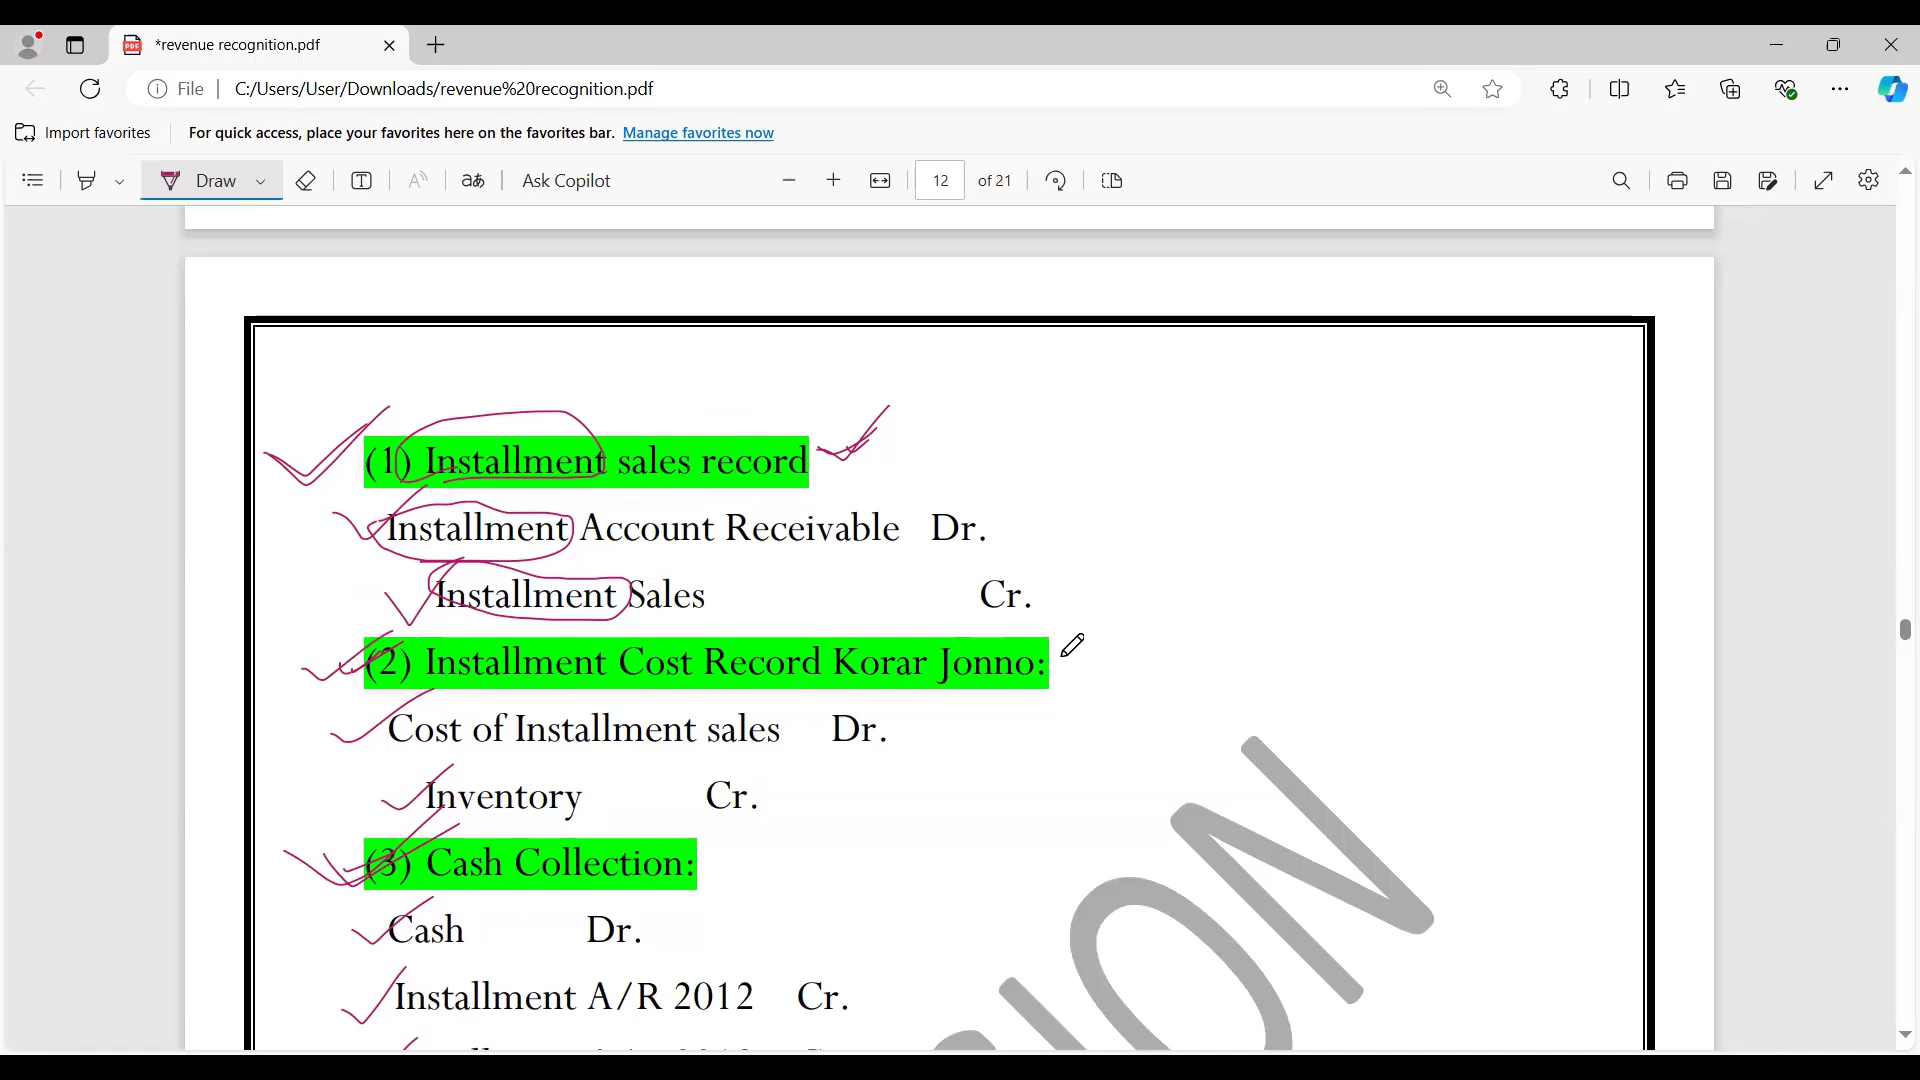 *revenue recognition.pdf
File
C:/Users/User/Downloads/revenue%20recognition.pdf
Import favorites
For quick access, place your favorites here on the favorites bar. Manage favorites now
Draw
aあ
Ask Copilot
12 of 21
(1) Installment sales record
Installment Account Receivable Dr.
Installment Sales Cr.
(2) Installment Cost Record Korar Jonno:
Cost of Installment sales Dr.
Inventory Cr.
(3) Cash Collection:
Cash Dr.
Installment A/R 2012 Cr.
ION